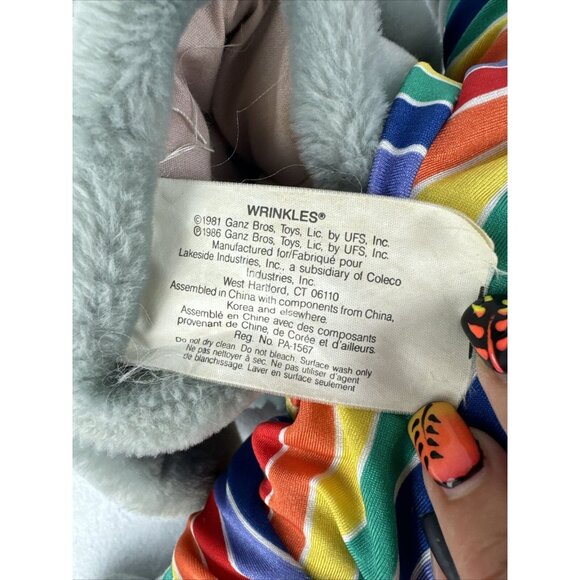 WRINKLES®
©1981 Ganz Bros, Toys, Lic. by UFS, Inc.
℗1986 Ganz Bros, Toys, Lic. by UFS, Inc.
Manufactured for/Fabriqué pour
Lakeside Industries, Inc., a subsidiary of Coleco
Industries, Inc.
West Hartford, CT 06110
Assembled in China with components from China,
Korea and elsewhere.
Assemblé en Chine avec des composants
provenant de Chine, de Corée et d'ailleurs.
Reg. No. PA-1567
Do not dry clean. Do not bleach. Surface wash only
Ne pas nettoyer à sec. Ne pas utiliser d'agent
de blanchissage. Laver en surface seulement